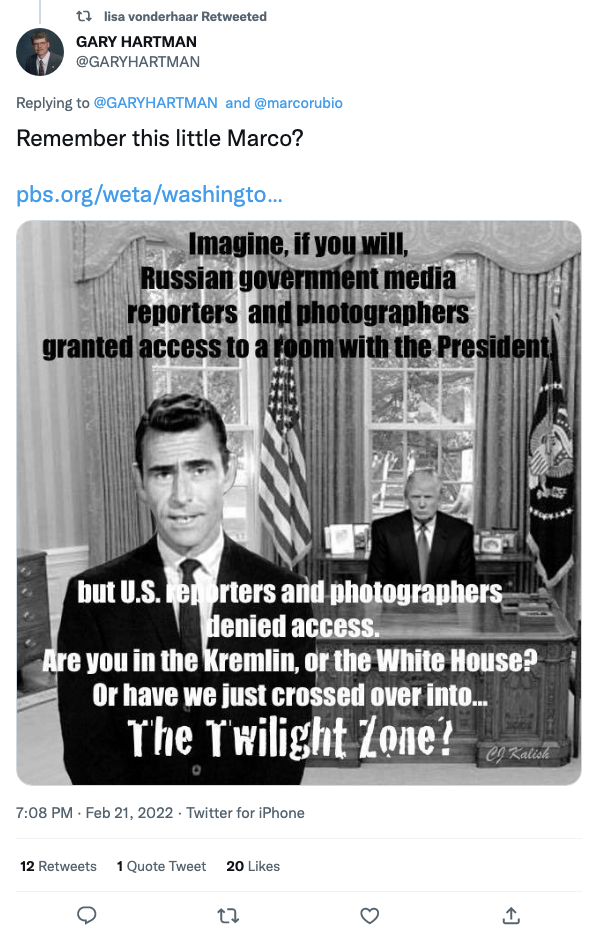 lisa vonderhaar Retweeted
GARY HARTMAN
@GARYHARTMAN
Replying to @GARYHARTMAN and @marcorubio
Remember this little Marco?
pbs.org/weta/washingto...
Imagine, if you will,
Russian government media
reporters and photographers
granted access to a room with the President,
but U.S. reporters and photographers
denied access.
Are you in the Kremlin, or the White House?
Or have we just crossed over into...
The Twilight Zone?
CJ Kalish
7:08 PM · Feb 21, 2022 · Twitter for iPhone
12 Retweets 1 Quote Tweet 20 Likes